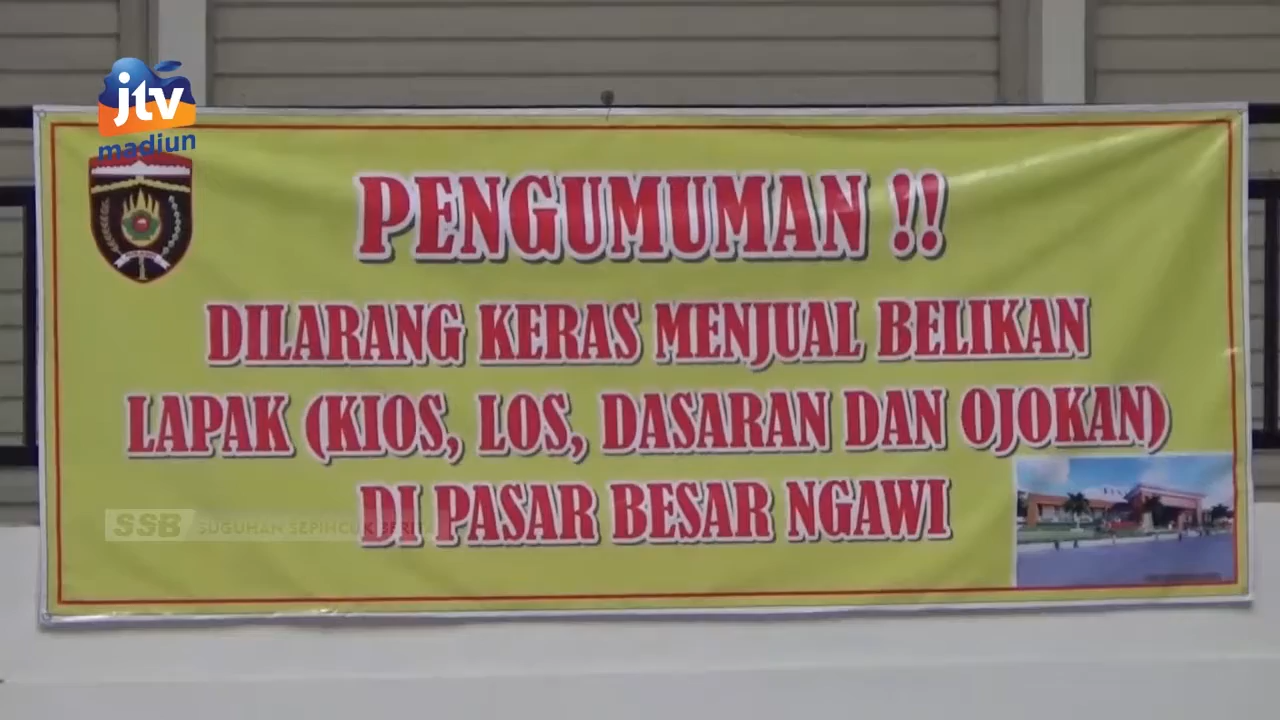 jtv
madiun
PENGUMUMAN !!
DILARANG KERAS MENJUAL BELIKAN
LAPAK (KIOS, LOS, DASARAN DAN OJOKAN)
DI PASAR BESAR NGAWI
SSB SUGUHAN SEPINCUK